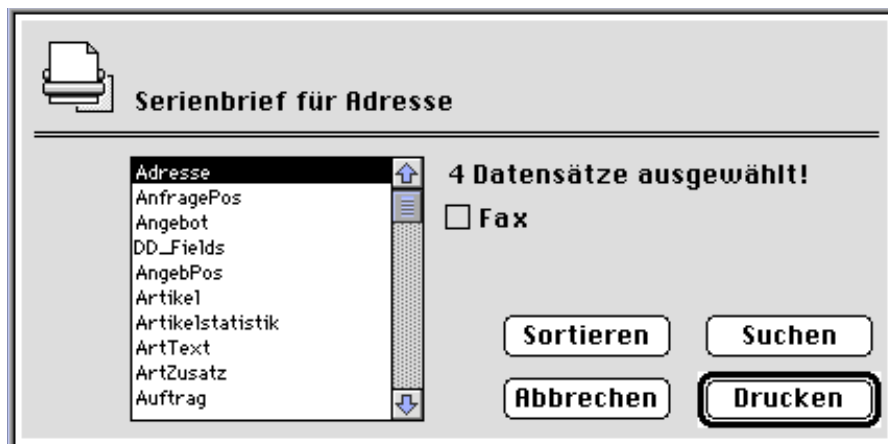 Serienbrief für Adresse
Adresse
AnfragePos
Angebot
DD_Fields
AngebPos
Artikel
Artikelstatistik
ArtText
ArtZusatz
Auftrag
4 Datensätze ausgewählt!
Fax
Sortieren
Suchen
Abbrechen
Drucken